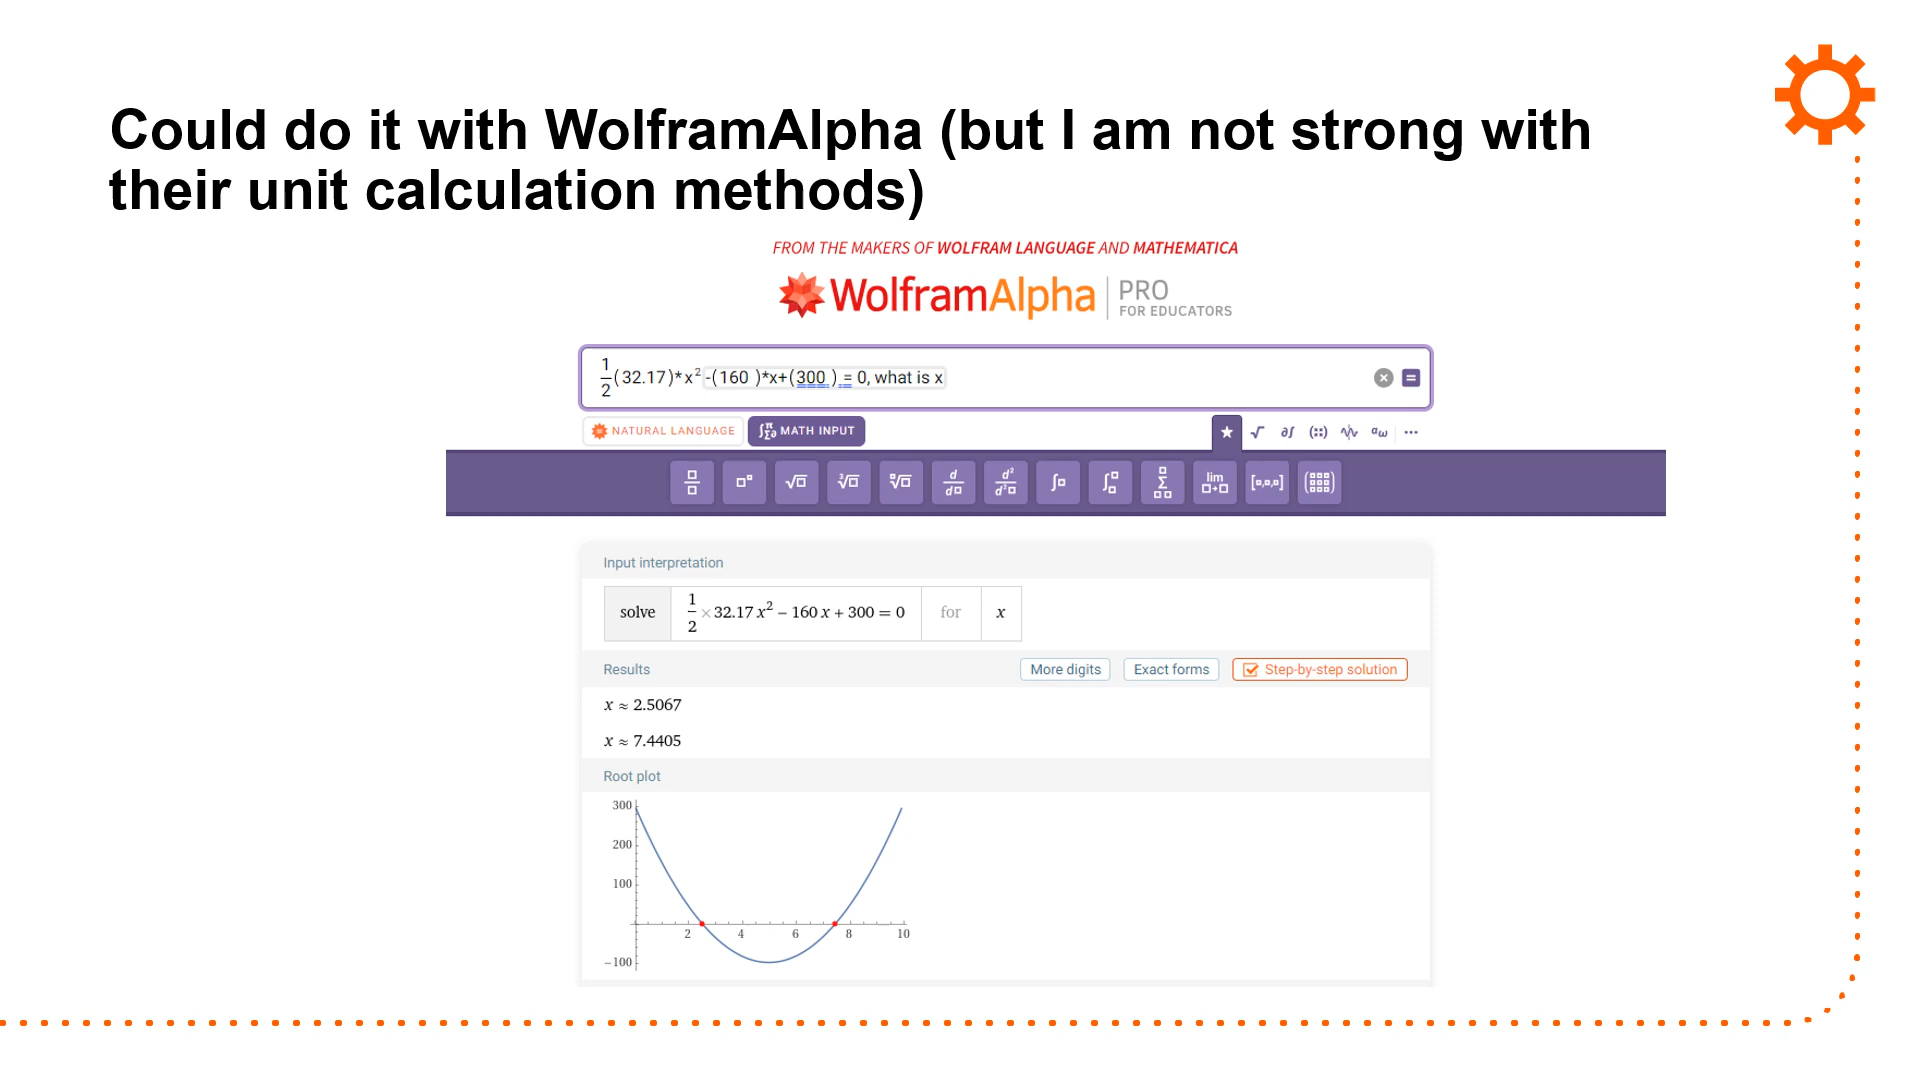 Could do it with WolframAlpha (but I am not strong with
their unit calculation methods)
FROM THE MAKERS OF WOLFRAM LANGUAGE AND MATHEMATICA
WolframAlpha PRO FOR EDUCATORS
1/2(32.17)*x² -(160 )*x+(300 ) = 0, what is x
NATURAL LANGUAGE MATH INPUT
Input interpretation
solve 1/2 × 32.17 x² − 160 x + 300 = 0 for x
Results More digits Exact forms Step-by-step solution
x ≈ 2.5067
x ≈ 7.4405
Root plot
300
200
100
2 4 6 8 10
−100